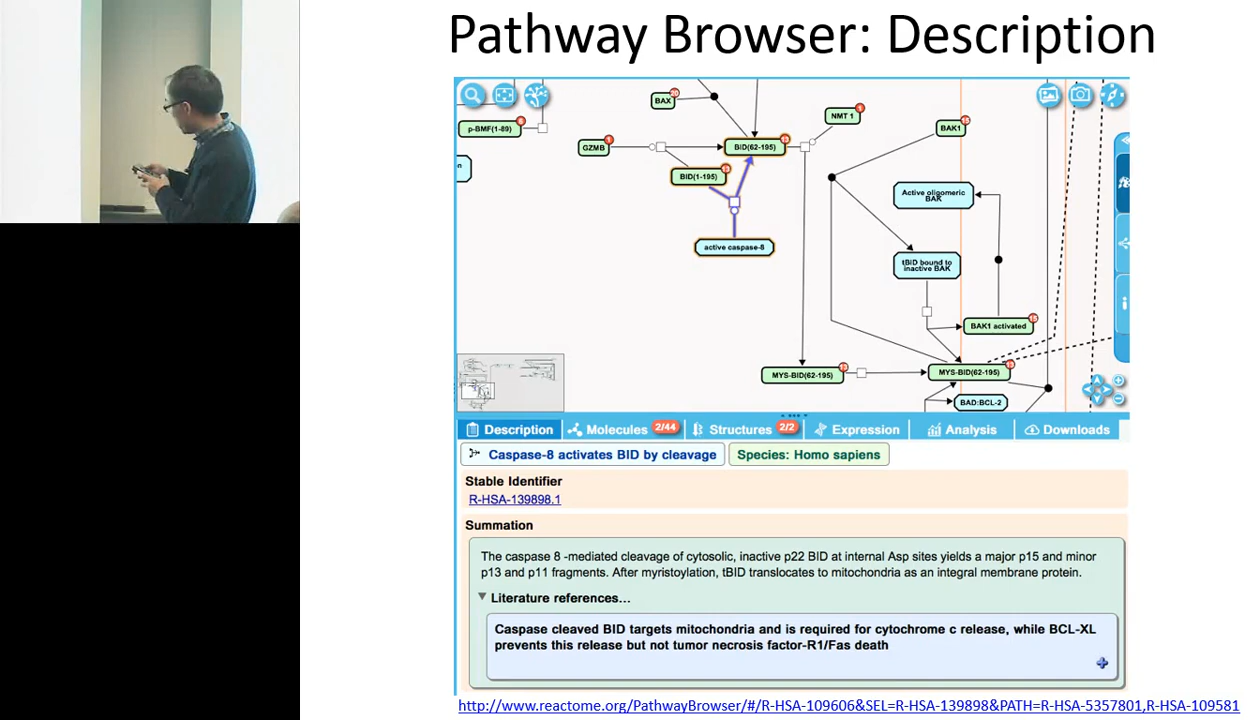 Pathway Browser: Description
BAX
20
p-BMF(1-89)
6
NMT 1
BAK1
15
GZMB
BID(62-195)
BID(1-195)
Active oligomeric
BAK
active caspase-8
tBID bound to
inactive BAK
BAK1 activated
15
MYS-BID(62-195)
MYS-BID(62-195)
BAD:BCL-2
Description
Molecules 2/44
Structures 2/2
Expression
Analysis
Downloads
Caspase-8 activates BID by cleavage
Species: Homo sapiens
Stable Identifier
R-HSA-139898.1
Summation
The caspase 8 -mediated cleavage of cytosolic, inactive p22 BID at internal Asp sites yields a major p15 and minor
p13 and p11 fragments. After myristoylation, tBID translocates to mitochondria as an integral membrane protein.
Literature references...
Caspase cleaved BID targets mitochondria and is required for cytochrome c release, while BCL-XL
prevents this release but not tumor necrosis factor-R1/Fas death
http://www.reactome.org/PathwayBrowser/#/R-HSA-109606&SEL=R-HSA-139898&PATH=R-HSA-5357801,R-HSA-109581